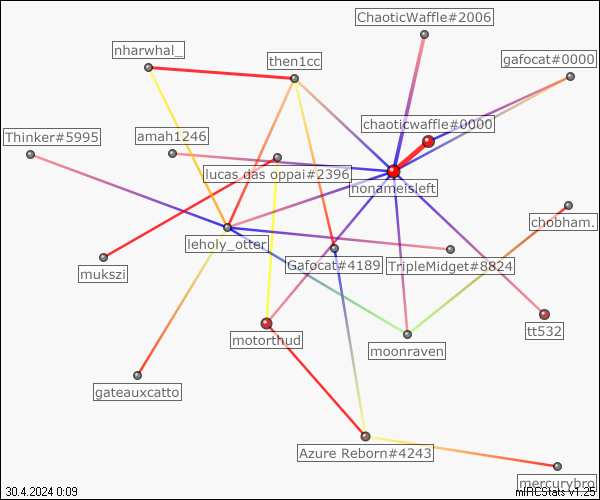 ChaoticWaffle#2006
nharwhal_
then1cc
gafocat#0000
chaoticwaffle#0000
Thinker#5995
amah1246
lucas das oppai#2396
nonameisleft
chobham.
leholy_otter
Gafocat#4189
TripleMidget#8824
mukszi
motorthud
tt532
moonraven
gateauxcatto
Azure Reborn#4243
mercurybro
30.4.2024 0:09
mIRCStats v1.25